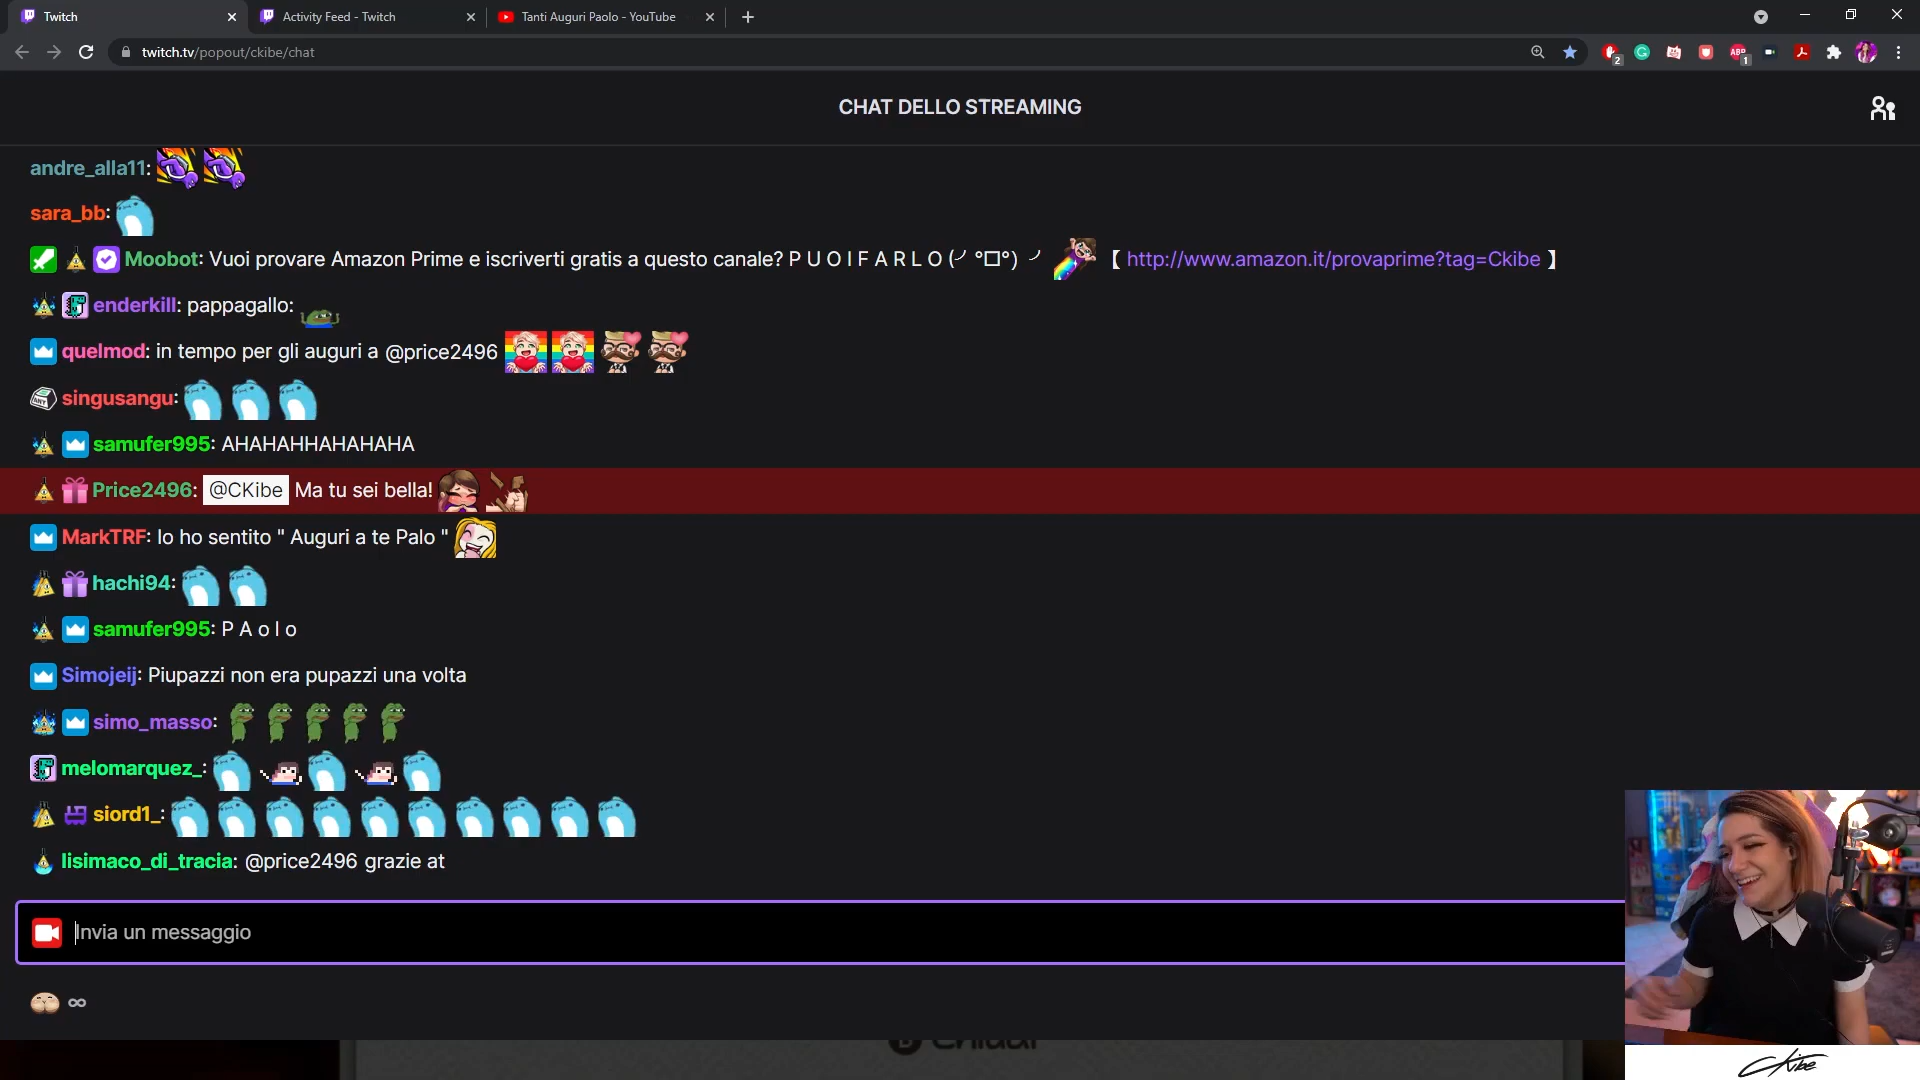 Twitch
Activity Feed - Twitch
Tanti Auguri Paolo - YouTube
twitch.tv/popout/ckibe/chat
2
ABP
1
CHAT DELLO STREAMING
andre_alla11:
sara_bb:
Moobot: Vuoi provare Amazon Prime e iscriverti gratis a questo canale? P U O I F A R L O (╯°□°)╯ 【 http://www.amazon.it/provaprime?tag=Ckibe 】
enderkill: pappagallo:
quelmod: in tempo per gli auguri a @price2496
singusangu:
samufer995: AHAHAHHAHAHAHA
Price2496: @CKibe Ma tu sei bella!
MarkTRF: Io ho sentito " Auguri a te Palo "
hachi94:
samufer995: P A o l o
Simojeij: Piupazzi non era pupazzi una volta
simo_masso:
melomarquez_:
siord1_:
lisimaco_di_tracia: @price2496 grazie at
Invia un messaggio
∞
CKibe